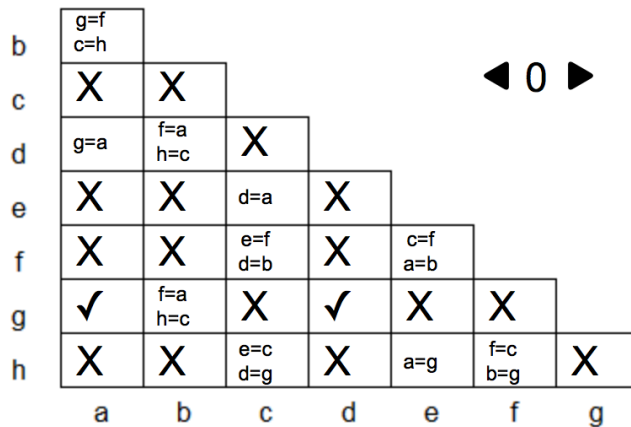 g=f
b c=h
◀ 0 ▶
c X X
d g=a f=a X
h=c
e X X d=a X
f X X e=f X c=f
d=b a=b
g ✓ f=a X ✓ X X
h=c
h X X e=c X a=g f=c X
d=g b=g
a b c d e f g